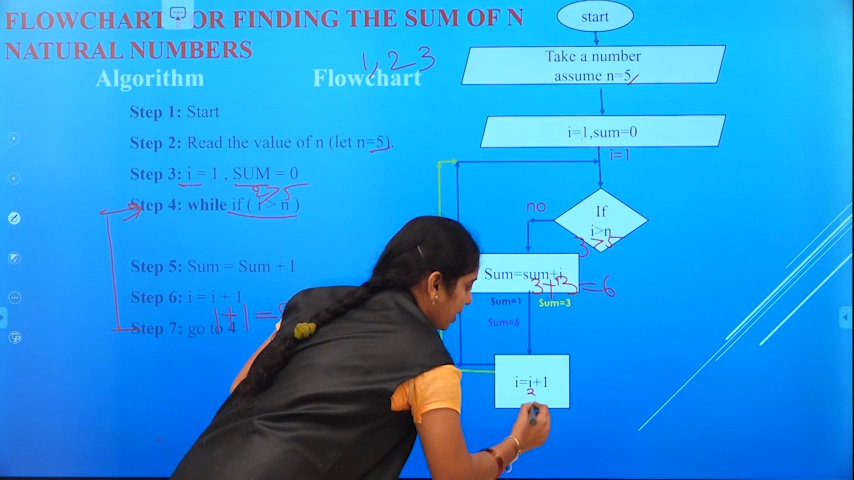 FLOWCHART FOR FINDING THE SUM OF N
NATURAL NUMBERS
1, 2 3
Algorithm
Flowchart
Step 1: Start
Step 2: Read the value of n (let n=5).
Step 3: i = 1 , SUM = 0
Step 4: while if ( i > n )
Step 5: Sum = Sum + I
Step 6: i = i + 1
1+1=
Step 7: go to 4
start
Take a number
assume n=5
i=1,sum=0
i=1
no
If
i>n
3>5
Sum=sum+i
3+3=6
Sum=1
Sum=3
Sum=6
i=i+1
2